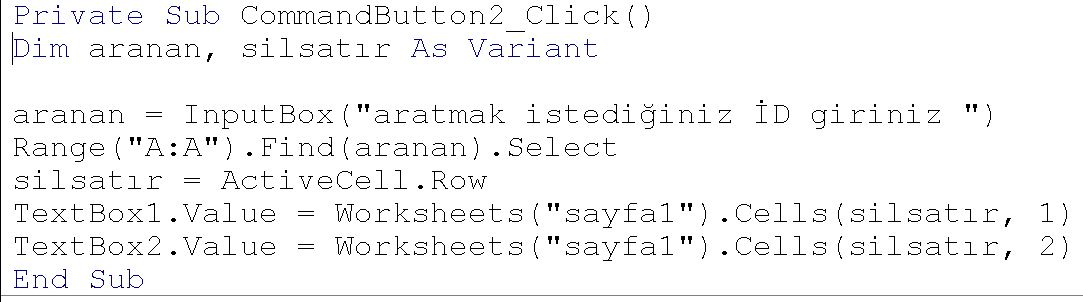 Private Sub CommandButton2_Click()
Dim aranan, silsatır As Variant
aranan = InputBox("aratmak istediğiniz İD giriniz ")
Range("A:A").Find(aranan).Select
silsatır = ActiveCell.Row
TextBox1.Value = Worksheets("sayfa1").Cells(silsatır, 1)
TextBox2.Value = Worksheets("sayfa1").Cells(silsatır, 2)
End Sub